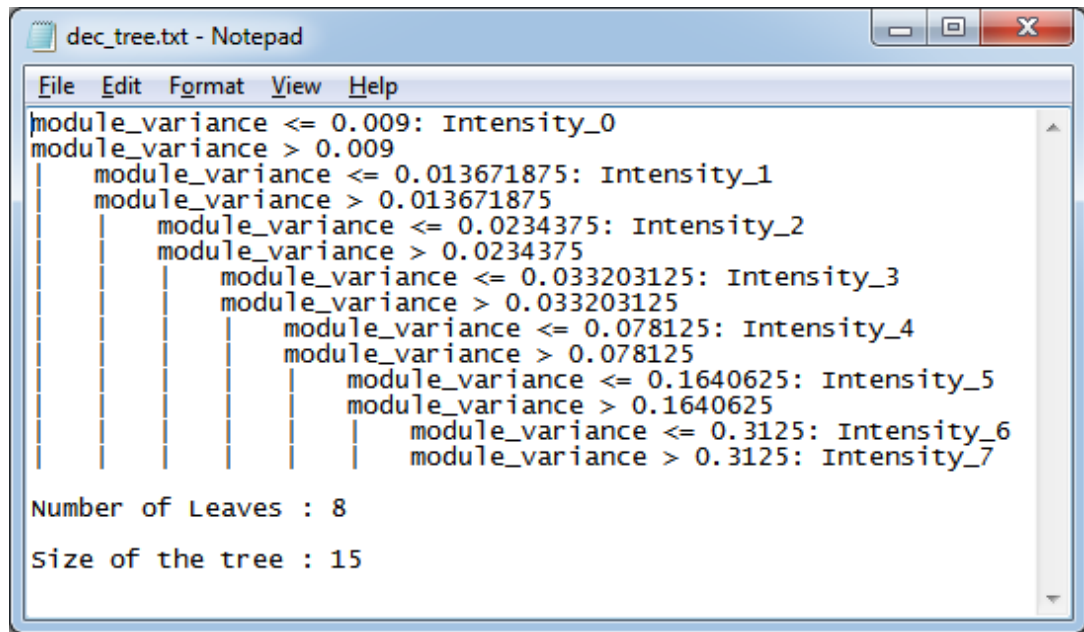 dec_tree.txt - Notepad
File Edit Format View Help
module_variance <= 0.009: Intensity_0
module_variance > 0.009
|   module_variance <= 0.013671875: Intensity_1
|   module_variance > 0.013671875
|   |   module_variance <= 0.0234375: Intensity_2
|   |   module_variance > 0.0234375
|   |   |   module_variance <= 0.033203125: Intensity_3
|   |   |   module_variance > 0.033203125
|   |   |   |   module_variance <= 0.078125: Intensity_4
|   |   |   |   module_variance > 0.078125
|   |   |   |   |   module_variance <= 0.1640625: Intensity_5
|   |   |   |   |   module_variance > 0.1640625
|   |   |   |   |   |   module_variance <= 0.3125: Intensity_6
|   |   |   |   |   |   module_variance > 0.3125: Intensity_7
Number of Leaves : 8
Size of the tree : 15